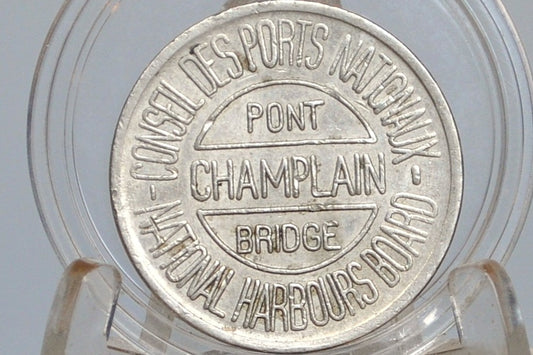 CONSEIL DES PORTS NATIONAUX
PONT
CHAMPLAIN
BRIDGE
- NATIONAL HARBOURS BOARD -